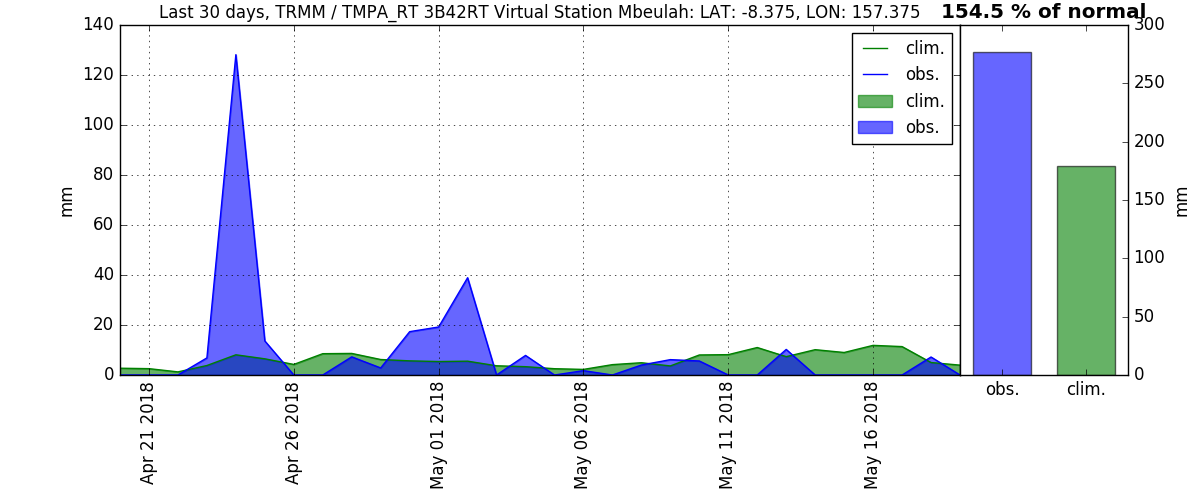 Last 30 days, TRMM / TMPA_RT 3B42RT Virtual Station Mbeulah: LAT: -8.375, LON: 157.375
154.5 % of normal
140
120
100
80
60
40
20
0
mm
clim.
obs.
clim.
obs.
Apr 21 2018
Apr 26 2018
May 01 2018
May 06 2018
May 11 2018
May 16 2018
300
250
200
150
100
50
0
mm
obs.
clim.